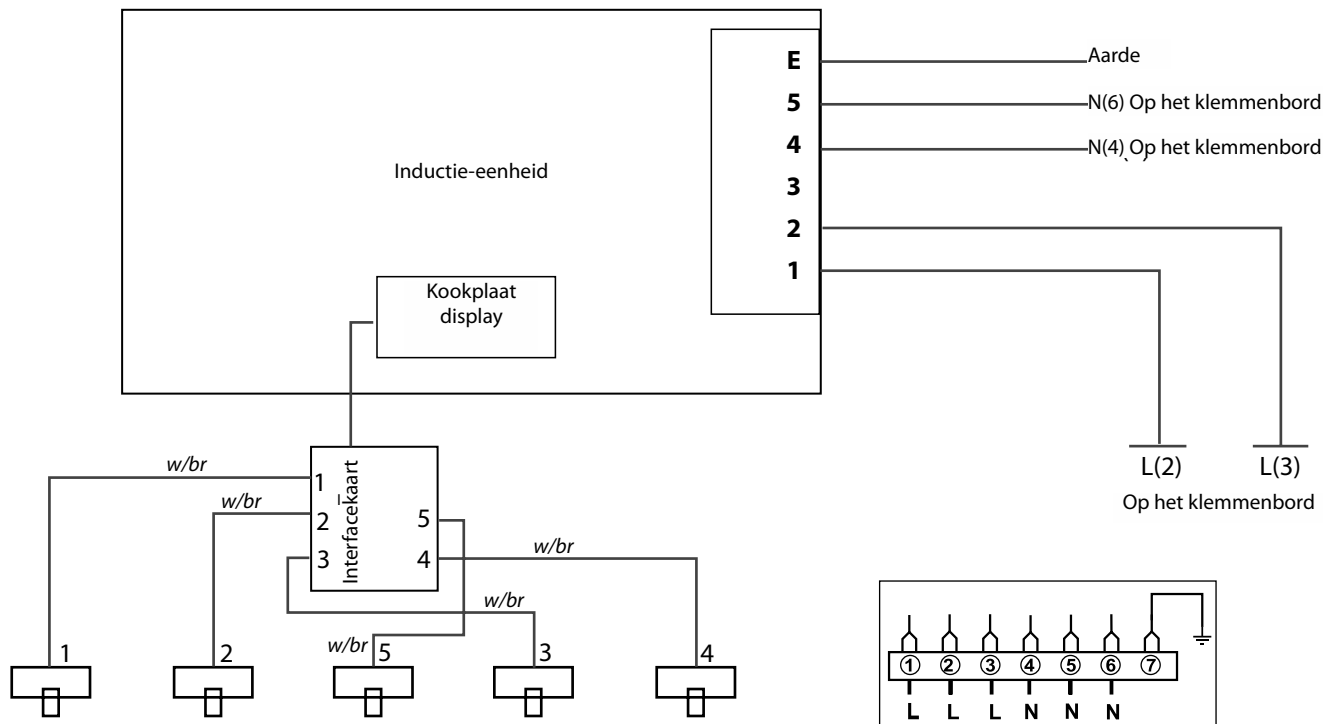 E
Aarde
5
N(6) Op het klemmenbord
4
N(4) Op het klemmenbord
3
2
1
Inductie-eenheid
Kookplaat
display
L(2)
L(3)
Op het klemmenbord
w/br
1
w/br
2
3
Interfacekaart
5
4
w/br
w/br
w/br
1
2
5
3
4
1 2 3 4 5 6 7
L L L N N N